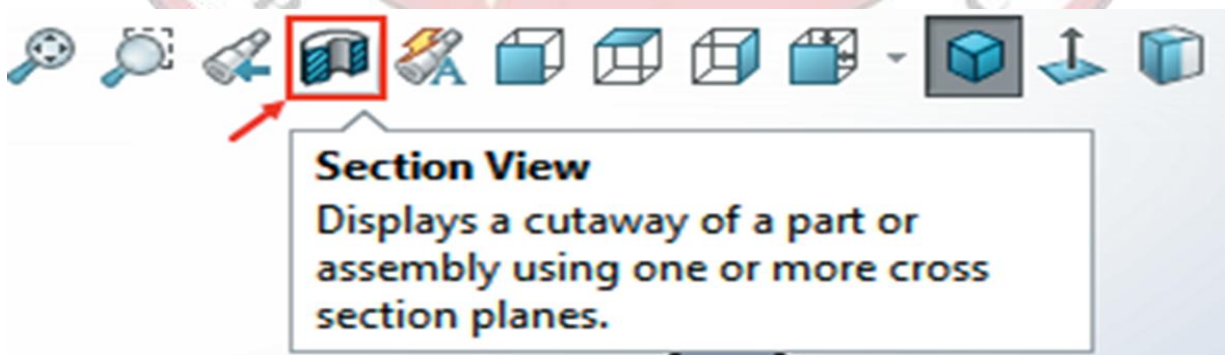 Section View
Displays a cutaway of a part or
assembly using one or more cross
section planes.